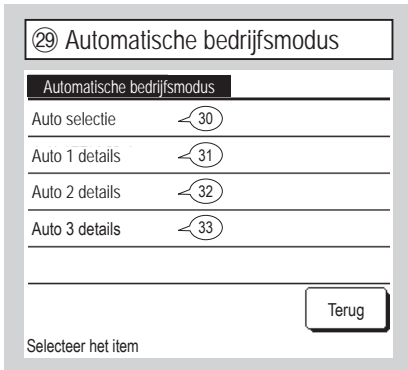 ㉙ Automatische bedrijfsmodus
Automatische bedrijfsmodus
Auto selectie 30
Auto 1 details 31
Auto 2 details 32
Auto 3 details 33
Terug
Selecteer het item